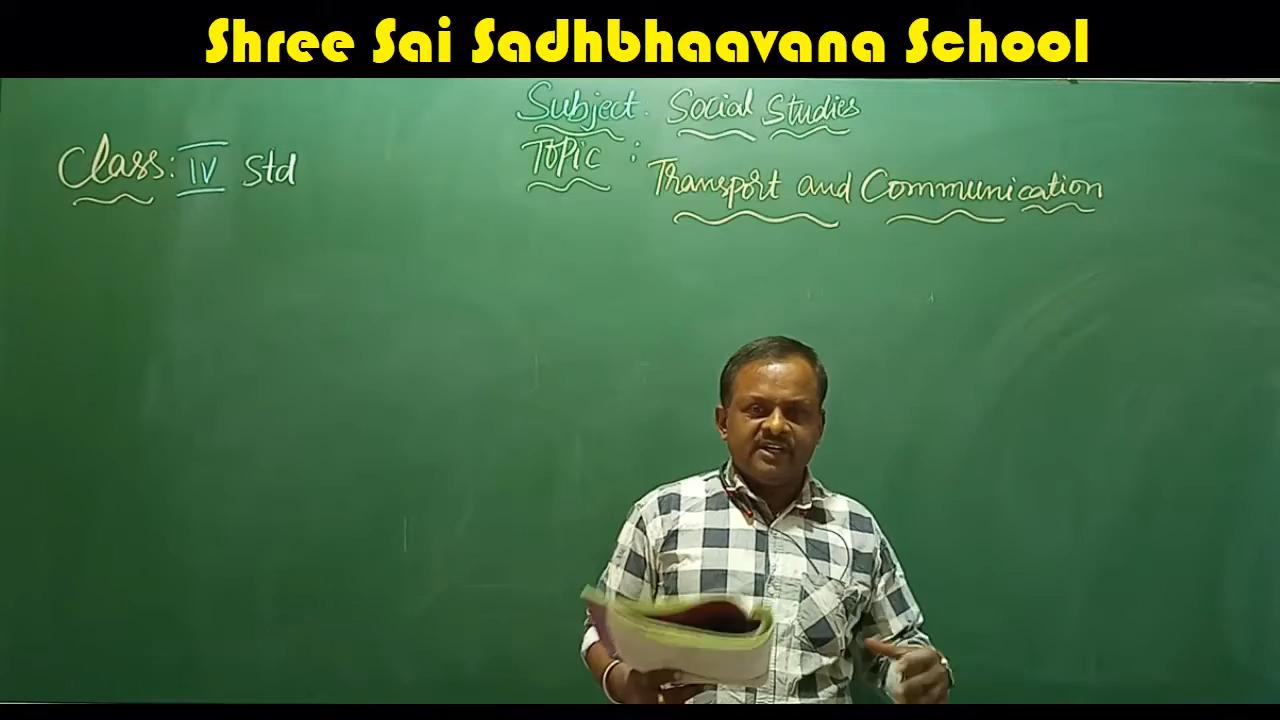 Shree Sai Sadhbhaavana School
Subject. Social Studies
Class: IV Std
Topic :
Transport and Communication